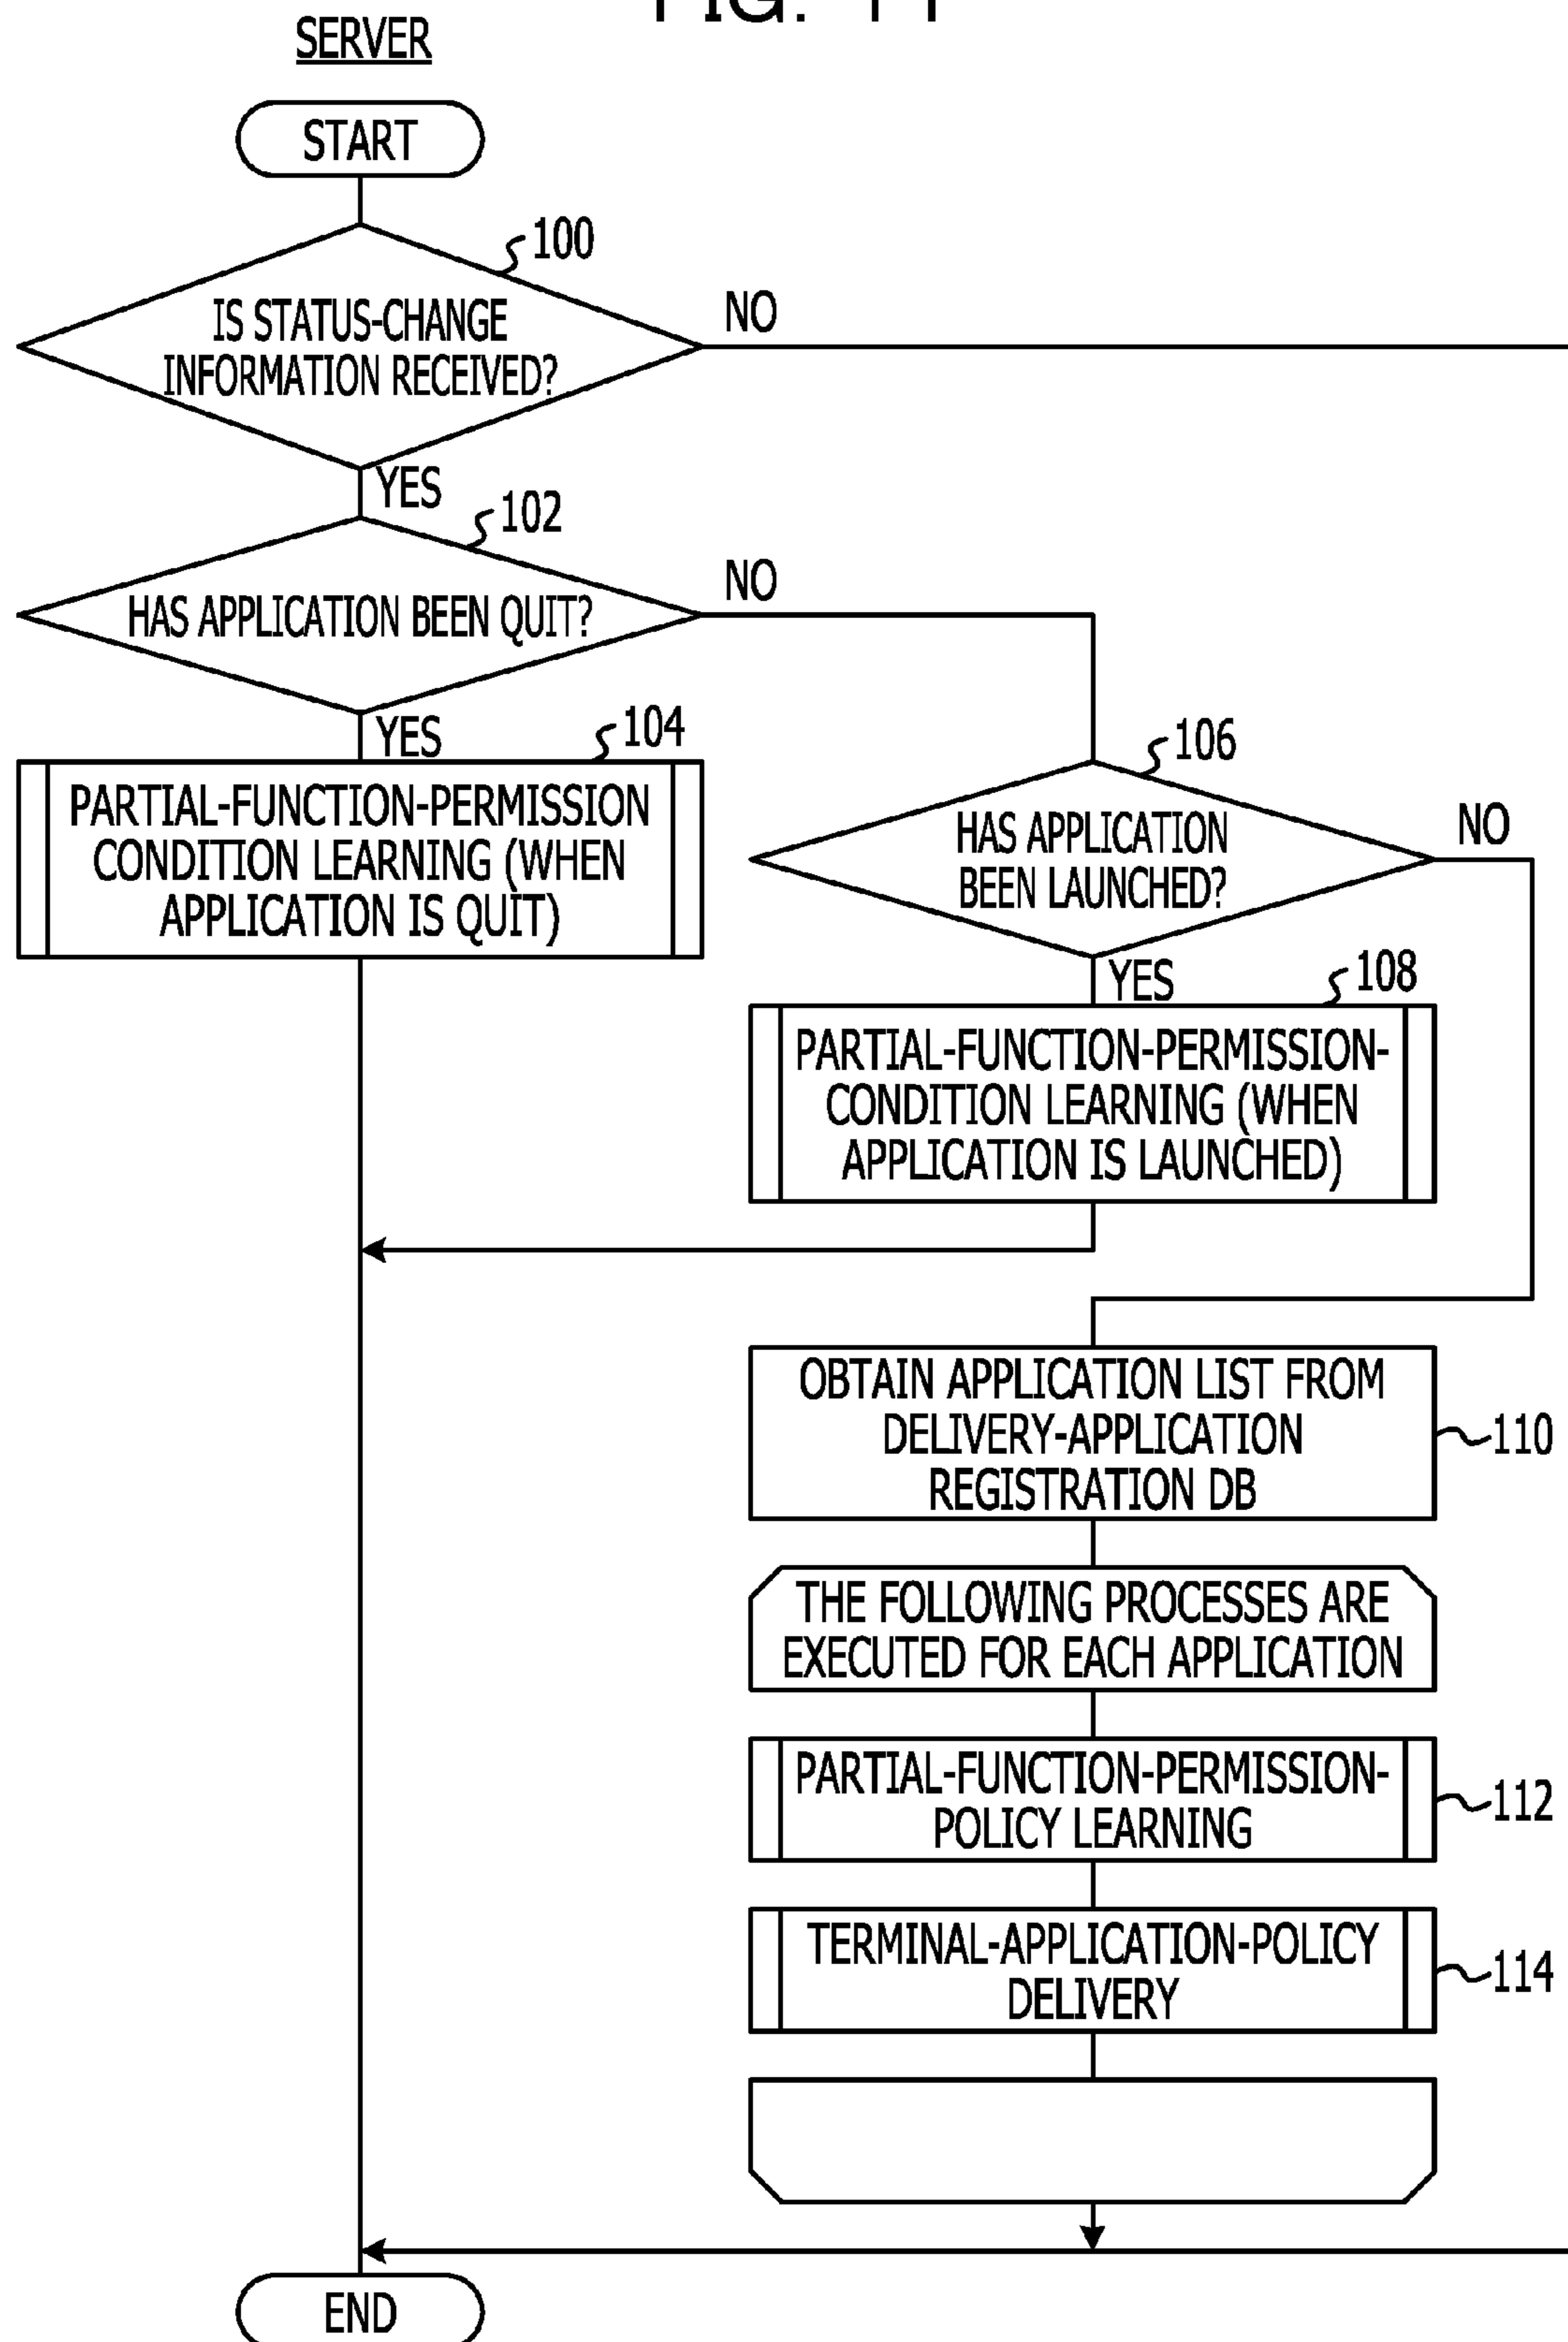 SERVER
START
100
IS STATUS-CHANGE
INFORMATION RECEIVED?
NO
YES
102
HAS APPLICATION BEEN QUIT?
NO
YES
104
PARTIAL-FUNCTION-PERMISSION
CONDITION LEARNING (WHEN
APPLICATION IS QUIT)
106
HAS APPLICATION
BEEN LAUNCHED?
NO
YES
108
PARTIAL-FUNCTION-PERMISSION-
CONDITION LEARNING (WHEN
APPLICATION IS LAUNCHED)
OBTAIN APPLICATION LIST FROM
DELIVERY-APPLICATION
REGISTRATION DB
110
THE FOLLOWING PROCESSES ARE
EXECUTED FOR EACH APPLICATION
PARTIAL-FUNCTION-PERMISSION-
POLICY LEARNING
112
TERMINAL-APPLICATION-POLICY
DELIVERY
114
END